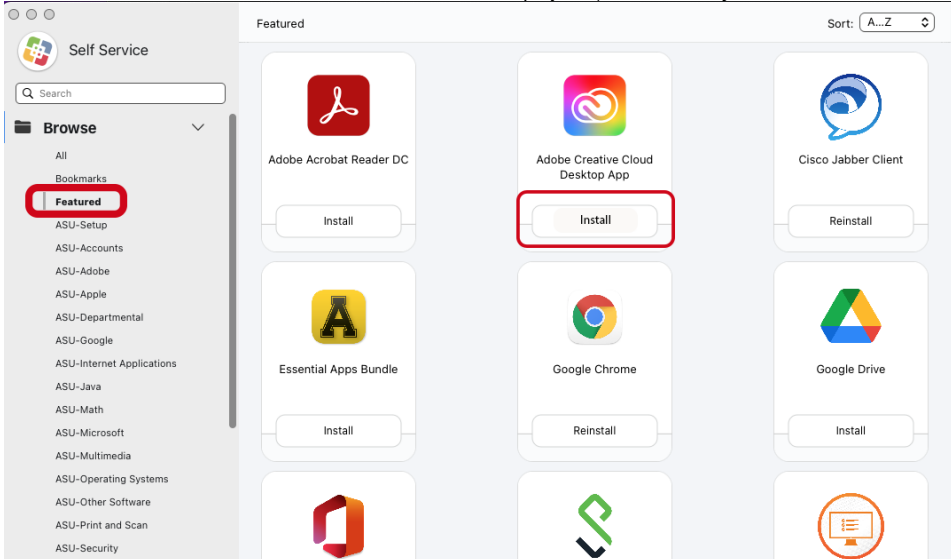 Featured
Sort: A...Z
Self Service
Search
Browse
All
Bookmarks
Featured
ASU-Setup
ASU-Accounts
ASU-Adobe
ASU-Apple
ASU-Departmental
ASU-Google
ASU-Internet Applications
ASU-Java
ASU-Math
ASU-Microsoft
ASU-Multimedia
ASU-Operating Systems
ASU-Other Software
ASU-Print and Scan
ASU-Security
Adobe Acrobat Reader DC
Install
Adobe Creative Cloud
Desktop App
Install
Cisco Jabber Client
Reinstall
A
Essential Apps Bundle
Install
Google Chrome
Reinstall
Google Drive
Install